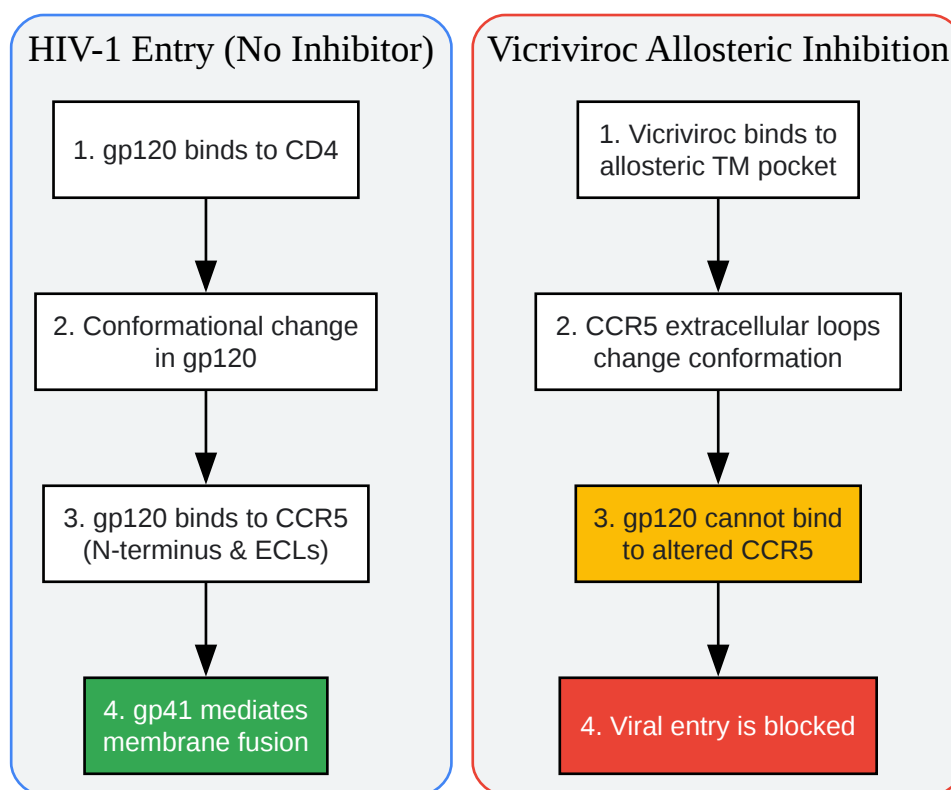 HIV-1 Entry (No Inhibitor)
1. gp120 binds to CD4
2. Conformational change
in gp120
3. gp120 binds to CCR5
(N-terminus & ECLs)
4. gp41 mediates
membrane fusion
Vicriviroc Allosteric Inhibition
1. Vicriviroc binds to
allosteric TM pocket
2. CCR5 extracellular loops
change conformation
3. gp120 cannot bind
to altered CCR5
4. Viral entry is blocked